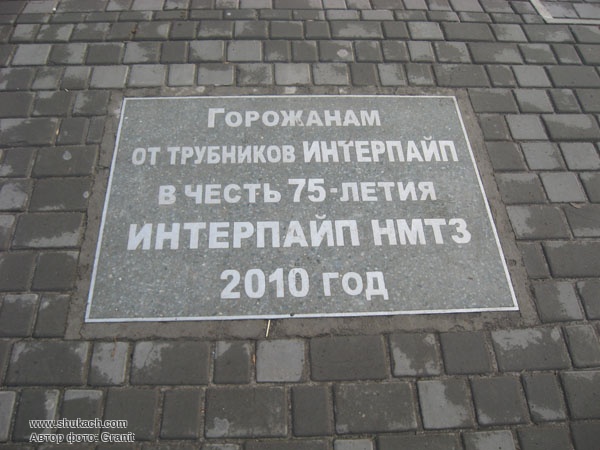 Горожанам
от трубников ИНТЕРПАЙП
в честь 75-летия
ИНТЕРПАЙП НМТЗ
2010 год
www.shukach.com
Автор фото: Granit